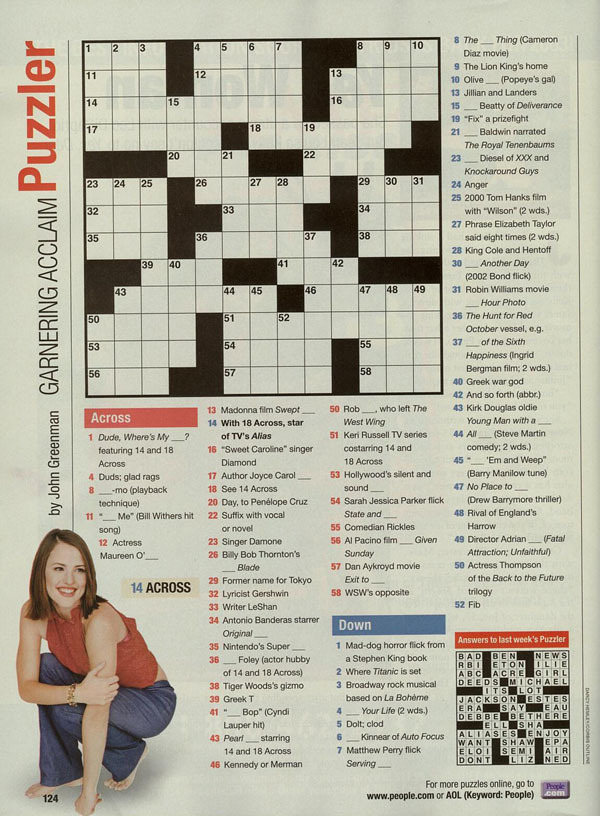 Puzzler
GARNERING ACCLAIM
by John Greenman
1 2 3 4 5 6 7 8 9 10
11 12 13
14 15 16
17 18 19
20 21 22
23 24 25 26 27 28 29 30 31
32 33 34
35 36 37 38
39 40 41 42
43 44 45 46 47 48 49
50 51 52
53 54 55
56 57 58
Across
1 Dude, Where's My ___?
featuring 14 and 18
Across
4 Duds; glad rags
8 ___-mo (playback
technique)
11 "___ Me" (Bill Withers hit
song)
12 Actress
Maureen O'___
14 ACROSS
13 Madonna film Swept ___
14 With 18 Across, star
of TV's Alias
16 "Sweet Caroline" singer
Diamond
17 Author Joyce Carol ___
18 See 14 Across
20 Day, to Penélope Cruz
22 Suffix with vocal
or novel
23 Singer Damone
26 Billy Bob Thornton's
___ Blade
29 Former name for Tokyo
32 Lyricist Gershwin
33 Writer LeShan
34 Antonio Banderas starrer
Original ___
35 Nintendo's Super ___
36 ___ Foley (actor hubby
of 14 and 18 Across)
38 Tiger Woods's gizmo
39 Greek T
41 "___ Bop" (Cyndi
Lauper hit)
43 Pearl ___ starring
14 and 18 Across
46 Kennedy or Merman
50 Rob ___, who left The
West Wing
51 Keri Russell TV series
costarring 14 and
18 Across
53 Hollywood's silent and
sound ___
54 Sarah Jessica Parker flick
State and ___
55 Comedian Rickles
56 Al Pacino film ___ Given
Sunday
57 Dan Aykroyd movie
Exit to ___
58 WSW's opposite
Down
1 Mad-dog horror flick from
a Stephen King book
2 Where Titanic is set
3 Broadway rock musical
based on La Bohème
4 ___ Your Life (2 wds.)
5 Dolt; clod
6 ___ Kinnear of Auto Focus
7 Matthew Perry flick
Serving ___
8 The ___ Thing (Cameron
Diaz movie)
9 The Lion King's home
10 Olive ___ (Popeye's gal)
13 Jillian and Landers
15 ___ Beatty of Deliverance
19 "Fix" a prizefight
21 ___ Baldwin narrated
The Royal Tenenbaums
23 ___ Diesel of XXX and
Knockaround Guys
24 Anger
25 2000 Tom Hanks film
with "Wilson" (2 wds.)
27 Phrase Elizabeth Taylor
said eight times (2 wds.)
28 King Cole and Hentoff
30 ___ Another Day
(2002 Bond flick)
31 Robin Williams movie
___ Hour Photo
36 The Hunt for Red
October vessel, e.g.
37 ___ of the Sixth
Happiness (Ingrid
Bergman film; 2 wds.)
40 Greek war god
42 And so forth (abbr.)
43 Kirk Douglas oldie
Young Man with a ___
44 All ___ (Steve Martin
comedy; 2 wds.)
45 "___ 'Em and Weep"
(Barry Manilow tune)
47 No Place to ___
(Drew Barrymore thriller)
48 Rival of England's
Harrow
49 Director Adrian ___ (Fatal
Attraction; Unfaithful)
50 Actress Thompson
of the Back to the Future
trilogy
52 Fib
Answers to last week's Puzzler
BAD BEN NEWS
RBI ETON ILIE
ABC ACRE GIRL
DEEDS MICHAEL
ITS LOT
JACKSON ESTES
ERA SAY EAU
DEBBE BETHERE
ELL SHA
ALIASES ENJOY
WANT SHAW EPA
ELOI SEMI AIR
DONT LIZ NED
124
For more puzzles online, go to
www.people.com or AOL (Keyword: People)
People
.com